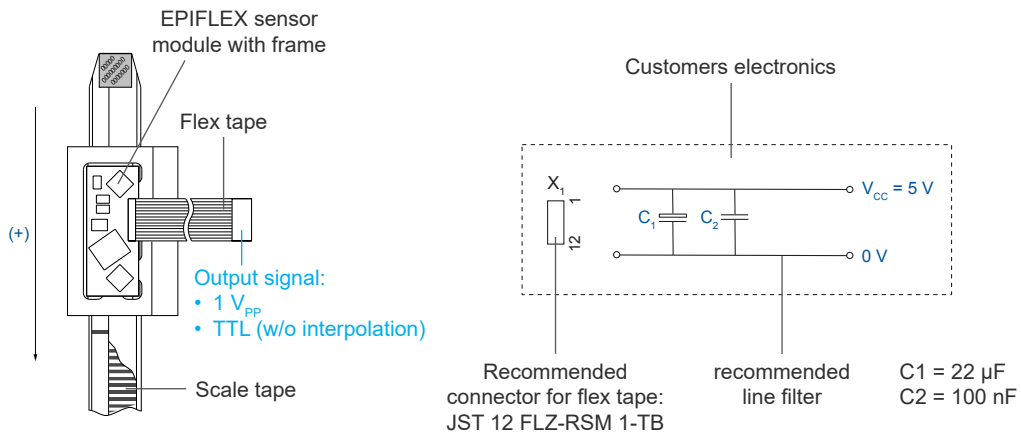 EPIFLEX sensor
module with frame
Flex tape
(+)
Output signal:
• 1 VPP
• TTL (w/o interpolation)
Scale tape
Customers electronics
X1
1
12
C1
C2
VCC = 5 V
0 V
Recommended
connector for flex tape:
JST 12 FLZ-RSM 1-TB
recommended
line filter
C1 = 22 µF
C2 = 100 nF